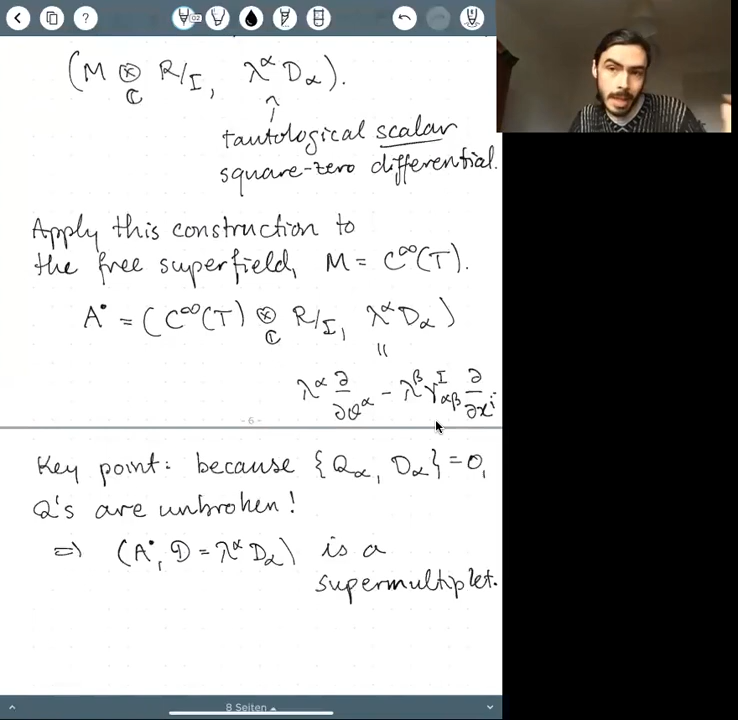 (M ⊗ R/I, λ^α D_α).
ℂ
↑
tautological scalar
square-zero differential.
Apply this construction to
the free superfield, M = C^∞(T).
A^• = (C^∞(T) ⊗_ℂ R/I, λ^α D_α)
||
λ^α ∂/∂θ^α - λ^β γ^I_αβ ∂/∂x^i
- 6 -
Key point: because {Q_α, D_α} = 0,
Q's are unbroken!
⇒ (A^•, D = λ^α D_α) is a
supermultiplet.
8 Seiten